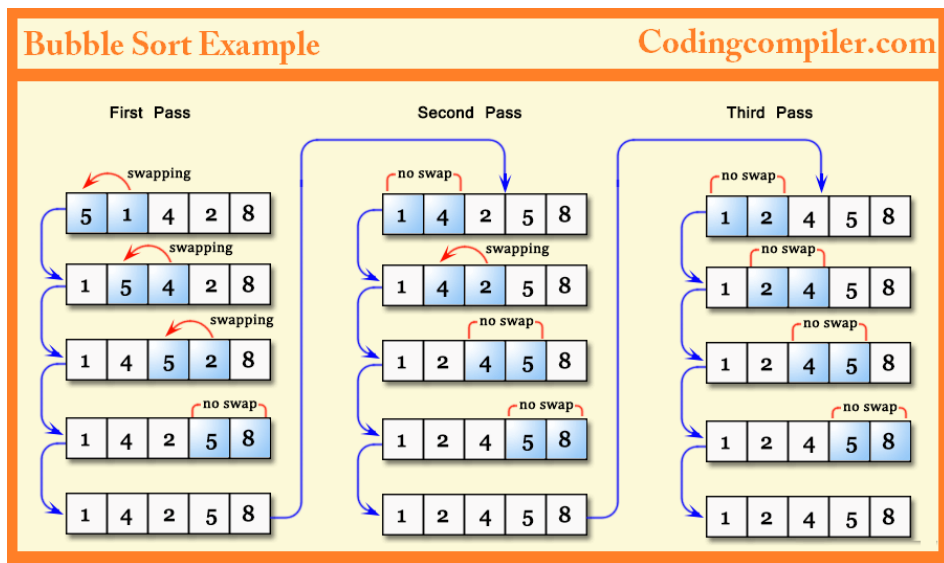 Bubble Sort Example
Codingcompiler.com
First Pass
swapping
5 1 4 2 8
swapping
1 5 4 2 8
swapping
1 4 5 2 8
no swap
1 4 2 5 8
1 4 2 5 8
Second Pass
no swap
1 4 2 5 8
swapping
1 4 2 5 8
no swap
1 2 4 5 8
no swap
1 2 4 5 8
1 2 4 5 8
Third Pass
no swap
1 2 4 5 8
no swap
1 2 4 5 8
no swap
1 2 4 5 8
no swap
1 2 4 5 8
1 2 4 5 8